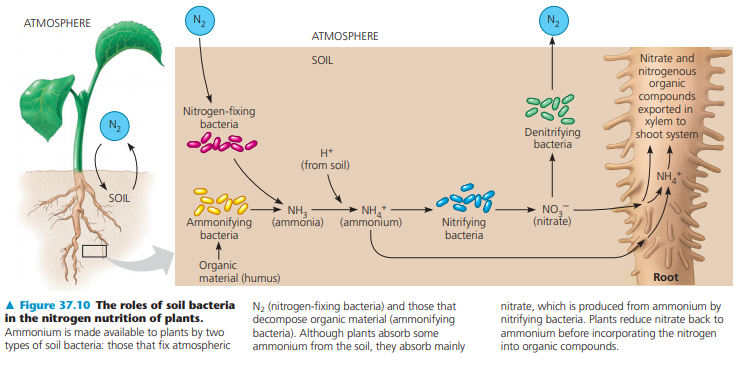 ATMOSPHERE
N2
SOIL
N2
ATMOSPHERE
SOIL
Nitrogen-fixing
bacteria
H+
(from soil)
Ammonifying
bacteria
NH3
(ammonia)
NH4+
(ammonium)
Nitrifying
bacteria
NO3−
(nitrate)
Denitrifying
bacteria
N2
Organic
material (humus)
Nitrate and
nitrogenous
organic
compounds
exported in
xylem to
shoot system
NH4+
Root
▲ Figure 37.10 The roles of soil bacteria
in the nitrogen nutrition of plants.
Ammonium is made available to plants by two
types of soil bacteria: those that fix atmospheric
N2 (nitrogen-fixing bacteria) and those that
decompose organic material (ammonifying
bacteria). Although plants absorb some
ammonium from the soil, they absorb mainly
nitrate, which is produced from ammonium by
nitrifying bacteria. Plants reduce nitrate back to
ammonium before incorporating the nitrogen
into organic compounds.